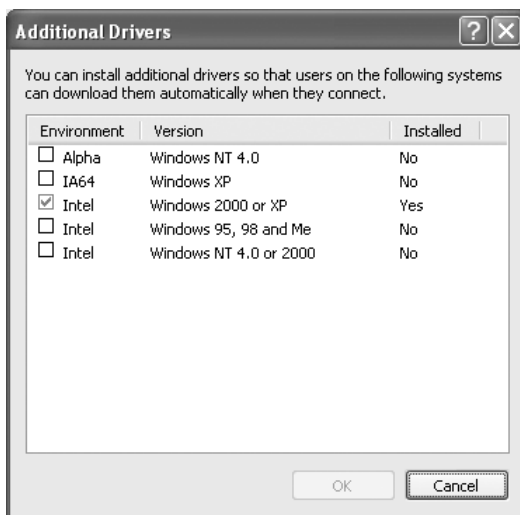 Additional Drivers
You can install additional drivers so that users on the following systems
can download them automatically when they connect.
Environment Version Installed
Alpha Windows NT 4.0 No
IA64 Windows XP No
Intel Windows 2000 or XP Yes
Intel Windows 95, 98 and Me No
Intel Windows NT 4.0 or 2000 No
OK Cancel